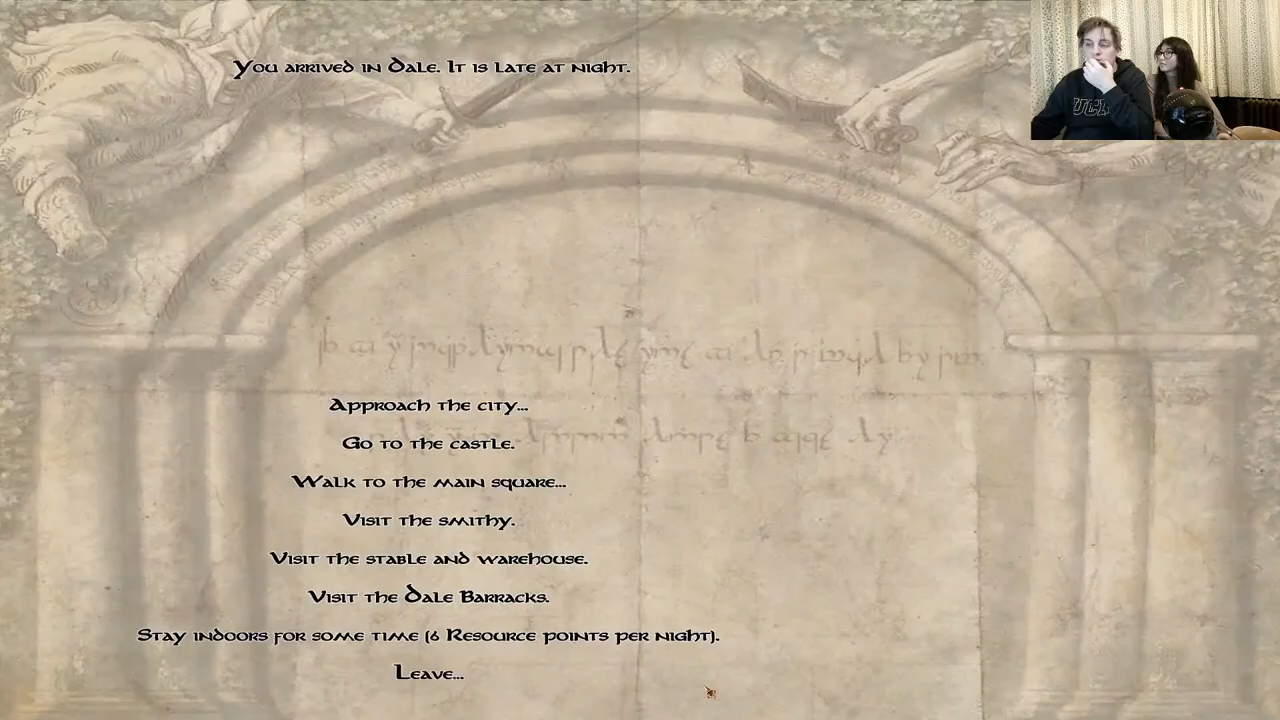 You arrived in Dale. It is late at night.
Approach the city...
Go to the castle.
Walk to the main square...
Visit the smithy.
Visit the stable and warehouse.
Visit the Dale Barracks.
Stay indoors for some time (6 Resource points per night).
Leave...